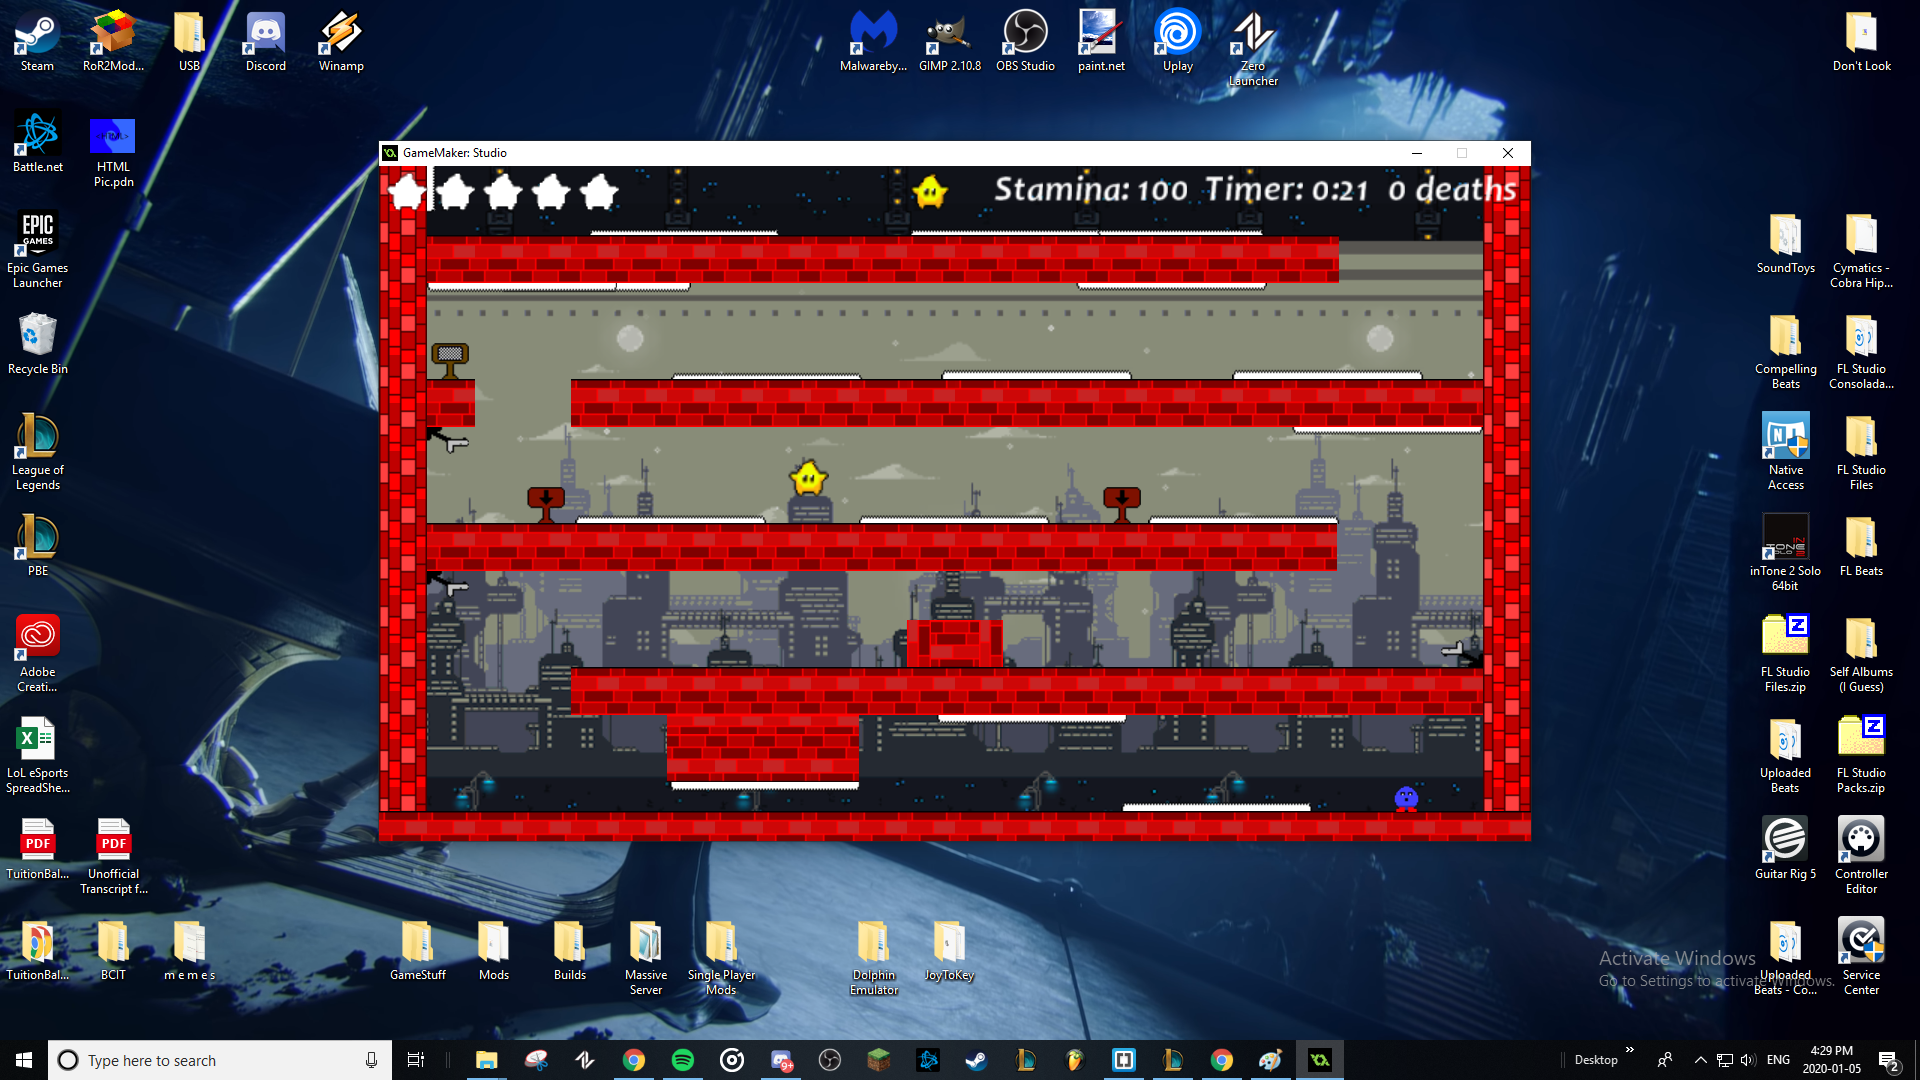 Steam
RoR2Mod...
USB
Discord
Winamp
Malwareby...
GIMP 2.10.8
OBS Studio
paint.net
Uplay
Zero
Launcher
Don't Look
Battle.net
HTML
Pic.pdn
GameMaker: Studio
Stamina: 100 Timer: 0:21 0 deaths
EPIC
GAMES
Epic Games
Launcher
SoundToys
Cymatics -
Cobra Hip...
Recycle Bin
Compelling
Beats
FL Studio
Consolada...
League of
Legends
Native
Access
FL Studio
Files
PBE
inTone 2 Solo
64bit
FL Beats
Adobe
Creati...
FL Studio
Files.zip
Self Albums
(I Guess)
LoL eSports
SpreadShe...
Uploaded
Beats
FL Studio
Packs.zip
PDF
PDF
TuitionBal...
Unofficial
Transcript f...
Guitar Rig 5
Controller
Editor
TuitionBal...
BCIT
m e m e s
GameStuff
Mods
Builds
Massive
Server
Single Player
Mods
Dolphin
Emulator
JoyToKey
Uploaded
Beats - Co...
Service
Center
Activate Windows
Go to Settings to activate Windows.
Type here to search
9+
Desktop
ENG
4:29 PM
2020-01-05
2